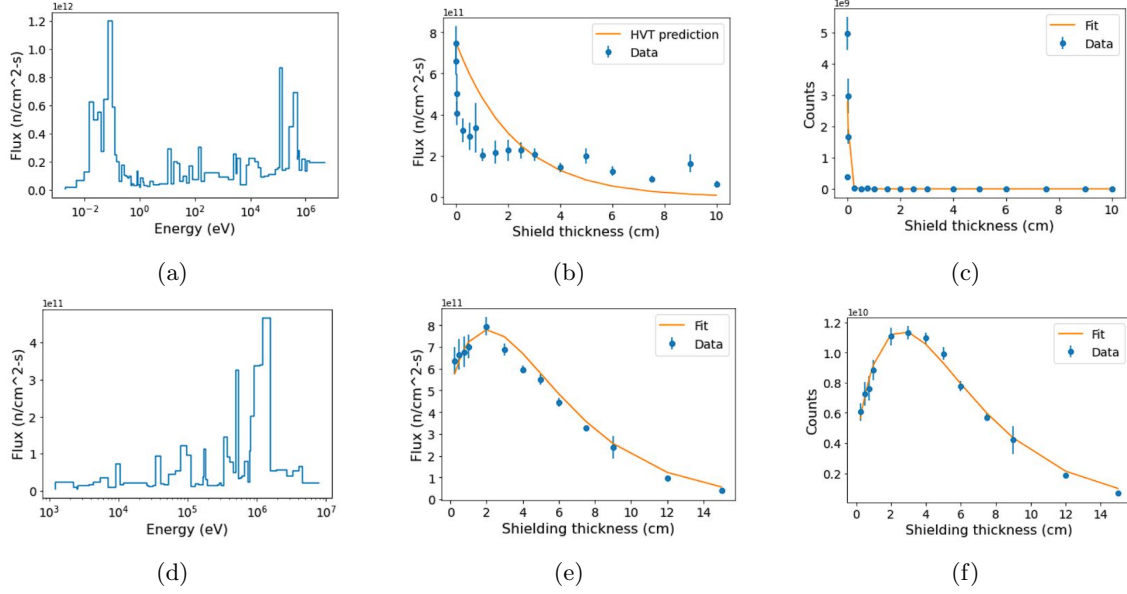 1e12
1.2
1.0
0.8
0.6
0.4
0.2
0.0
Flux (n/cm^2-s)
10^−2 10^0 10^2 10^4 10^6
Energy (eV)
(a)
1e11
8
6
4
2
0
Flux (n/cm^2-s)
HVT prediction
Data
0 2 4 6 8 10
Shield thickness (cm)
(b)
1e9
5
4
3
2
1
0
Counts
Fit
Data
0 2 4 6 8 10
Shield thickness (cm)
(c)
1e11
4
3
2
1
0
Flux (n/cm^2-s)
10^3 10^4 10^5 10^6 10^7
Energy (eV)
(d)
1e11
8
7
6
5
4
3
2
1
0
Flux (n/cm^2-s)
Fit
Data
0 2 4 6 8 10 12 14
Shielding thickness (cm)
(e)
1e10
1.2
1.0
0.8
0.6
0.4
0.2
Counts
Fit
Data
0 2 4 6 8 10 12 14
Shielding thickness (cm)
(f)